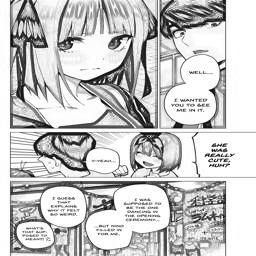 WELL...
I WANTED
YOU TO SEE
ME IN IT.
SHE
WAS
REALLY
CUTE,
HUH?
Y-YEAH...
I WAS
SUPPOSED TO
BE THE ONE
DANCING IN
THE OPENING
CEREMONY...
...BUT NINO
FILLED IN
FOR ME.
I GUESS
THAT
EXPLAINS
WHY IT FELT
SO WEIRD.
WHAT'S
THAT SUP-
POSED TO
MEAN?!